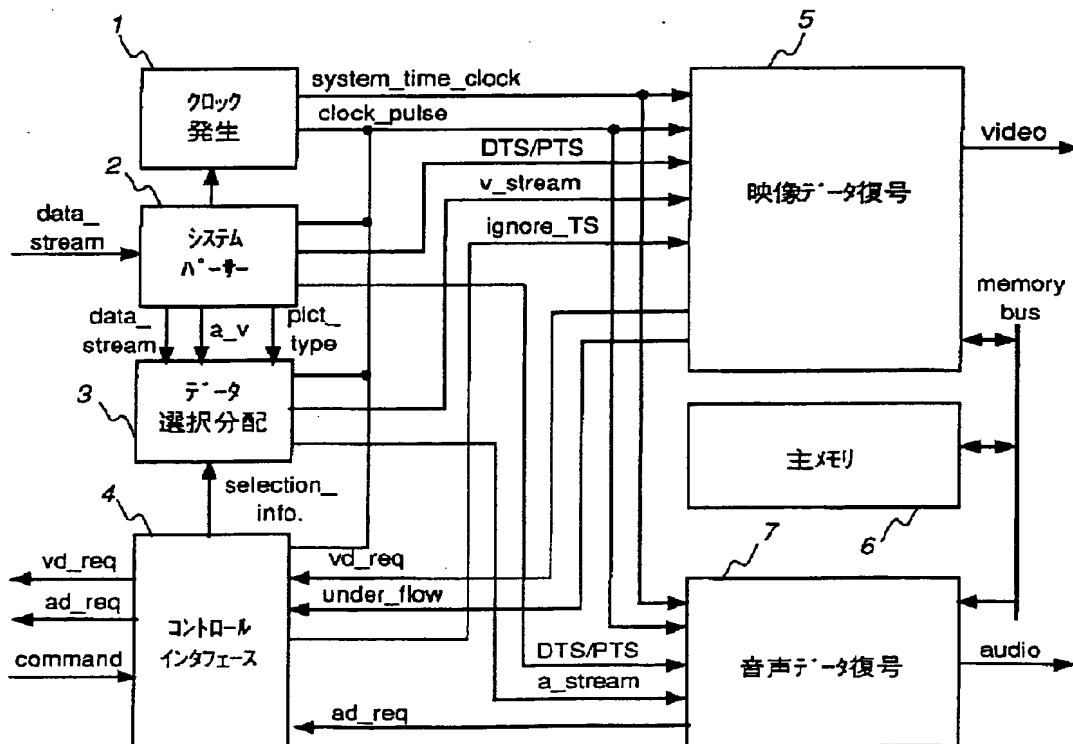 1
5
クロック
発生
system_time_clock
clock_pulse
DTS/PTS
v_stream
ignore_TS
映像データ復号
video
2
data_
stream
システム
パーサー
data_
stream
a_v
pict_
type
memory
bus
3
データ
選択分配
主メモリ
6
selection_
info.
4
7
vd_req
ad_req
command
コントロール
インタフェース
vd_req
under_flow
DTS/PTS
a_stream
ad_req
音声データ復号
audio